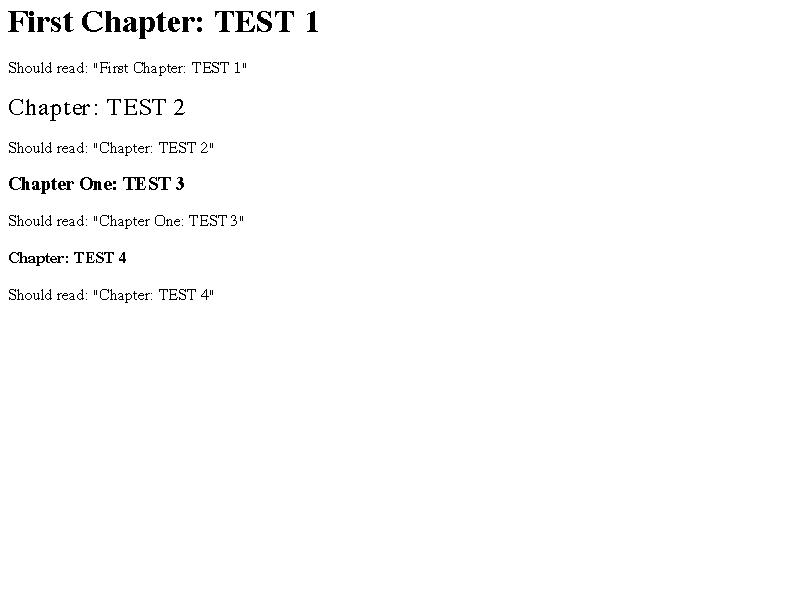 First Chapter: TEST 1
Should read: "First Chapter: TEST 1"
Chapter: TEST 2
Should read: "Chapter: TEST 2"
Chapter One: TEST 3
Should read: "Chapter One: TEST 3"
Chapter: TEST 4
Should read: "Chapter: TEST 4"